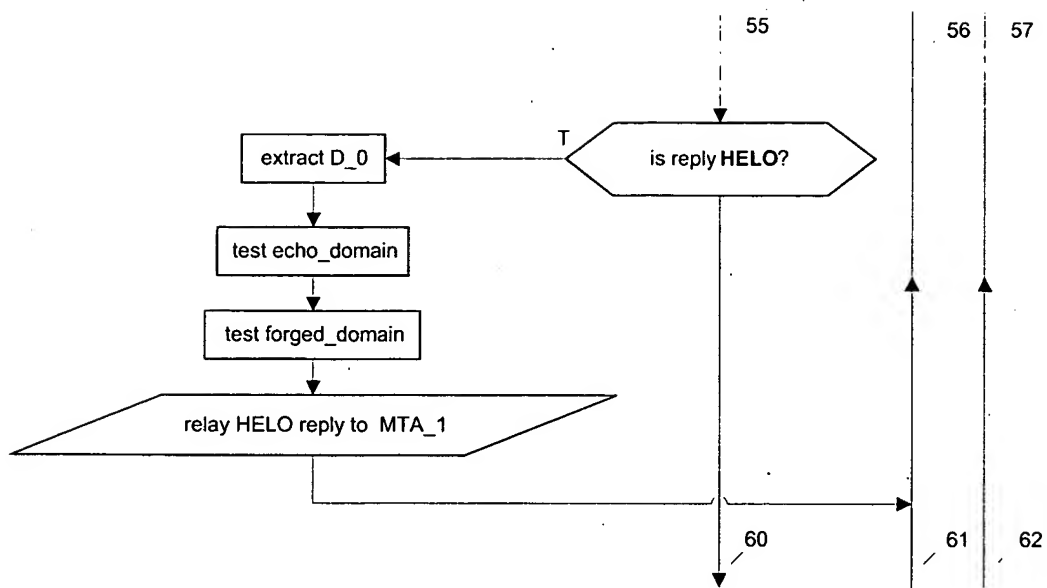 55
56
57
T
is reply HELO?
extract D_0
test echo_domain
test forged_domain
relay HELO reply to MTA_1
60
61
62